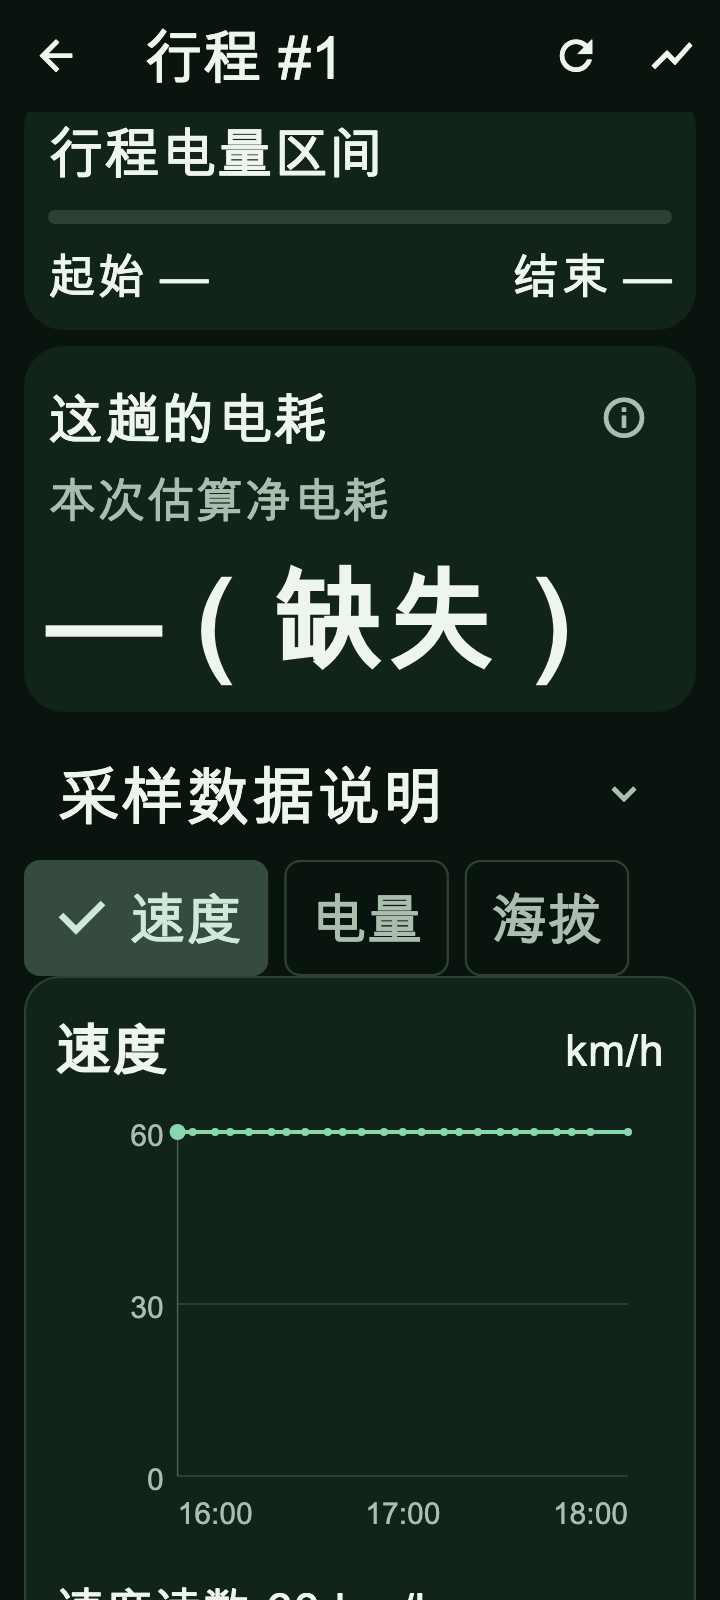 行程 #1
行程电量区间
起始 —
结束 —
这趟的电耗
本次估算净电耗
—（缺失）
采样数据说明
速度
电量
海拔
速度
km/h
60
30
0
16:00
17:00
18:00